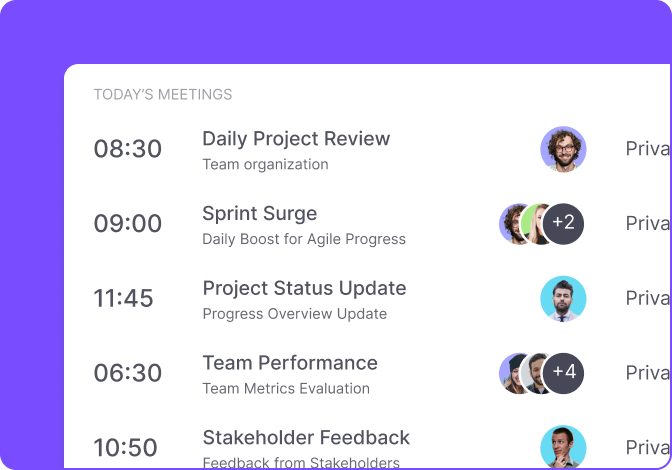 TODAY'S MEETINGS
08:30 Daily Project Review Priva
Team organization
09:00 Sprint Surge +2 Priva
Daily Boost for Agile Progress
11:45 Project Status Update Priva
Progress Overview Update
06:30 Team Performance +4 Priva
Team Metrics Evaluation
10:50 Stakeholder Feedback Priva
Feedback from Stakeholders